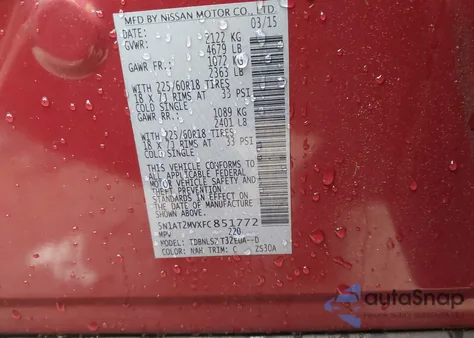 MFD BY NISSAN MOTOR CO., LTD.
DATE: 03/15
GVWR: 2122 KG
4679 LB
GAWR FR: 1072 KG
2363 LB
WITH 225/60R18 TIRES
18 X 7J RIMS AT 33 PSI
COLD SINGLE
GAWR RR: 1089 KG
2401 LB
WITH 225/60R18 TIRES
18 X 7J RIMS AT 33 PSI
COLD SINGLE
THIS VEHICLE CONFORMS TO
ALL APPLICABLE FEDERAL
MOTOR VEHICLE SAFETY AND
THEFT PREVENTION
STANDARDS IN EFFECT ON
THE DATE OF MANUFACTURE
SHOWN ABOVE.
5N1AT2MVXFC851772
MPV 220
MODEL:
COLOR: NAH TRIM: C
autoSnap